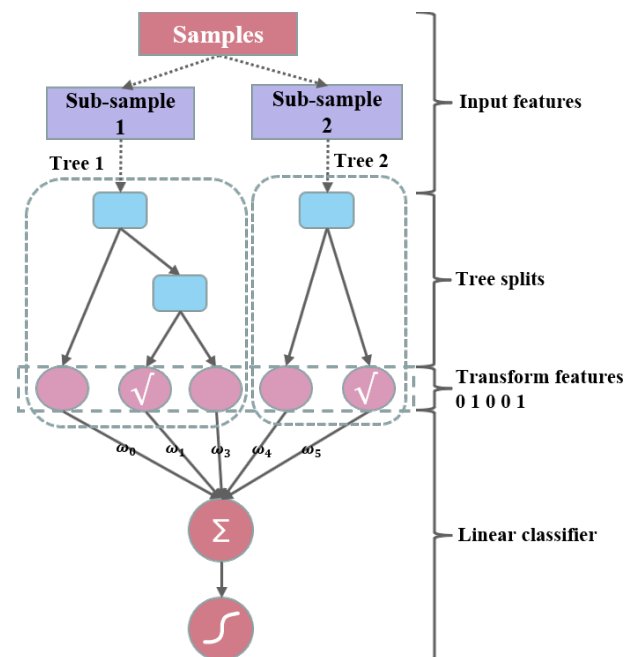 Samples
Sub-sample
1
Sub-sample
2
Input features
Tree 1
Tree 2
Tree splits
√
√
Transform features
0 1 0 0 1
ω₀
ω₁
ω₃
ω₄
ω₅
Σ
Linear classifier